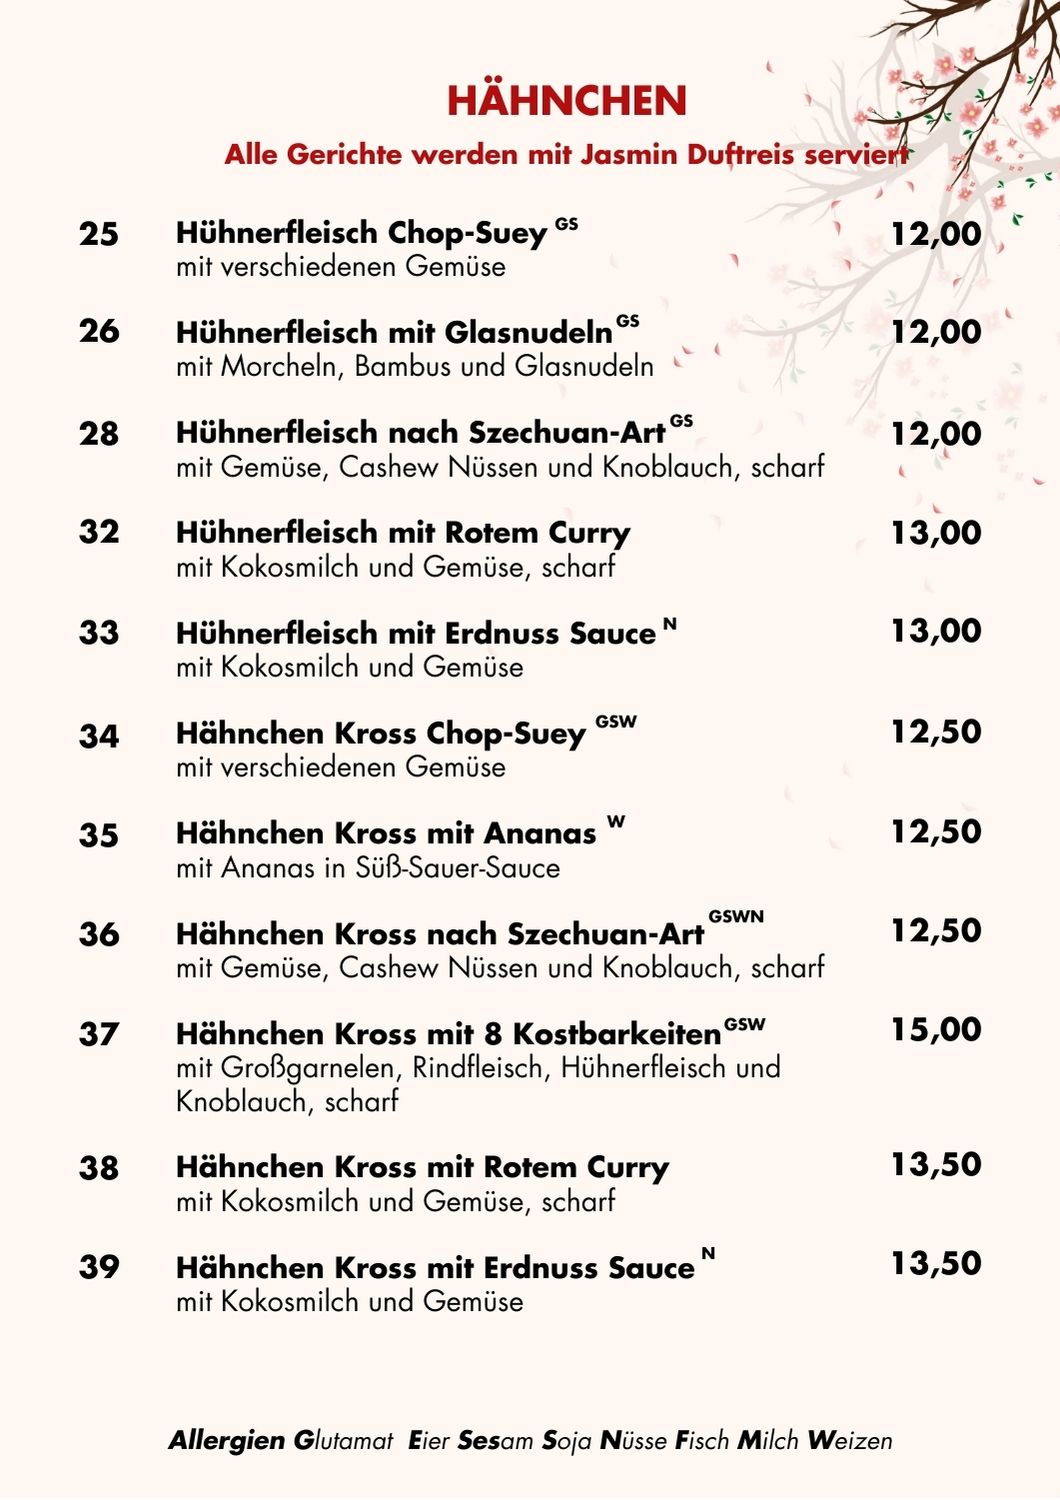 HÄHNCHEN
Alle Gerichte werden mit Jasmin Duftreis serviert
25 Hühnerfleisch Chop-Suey GS 12,00
mit verschiedenen Gemüse
26 Hühnerfleisch mit Glasnudeln GS 12,00
mit Morcheln, Bambus und Glasnudeln
28 Hühnerfleisch nach Szechuan-Art GS 12,00
mit Gemüse, Cashew Nüssen und Knoblauch, scharf
32 Hühnerfleisch mit Rotem Curry 13,00
mit Kokosmilch und Gemüse, scharf
33 Hühnerfleisch mit Erdnuss Sauce N 13,00
mit Kokosmilch und Gemüse
34 Hähnchen Kross Chop-Suey GSW 12,50
mit verschiedenen Gemüse
35 Hähnchen Kross mit Ananas W 12,50
mit Ananas in Süß-Sauer-Sauce
36 Hähnchen Kross nach Szechuan-Art GSWN 12,50
mit Gemüse, Cashew Nüssen und Knoblauch, scharf
37 Hähnchen Kross mit 8 Kostbarkeiten GSW 15,00
mit Großgarnelen, Rindfleisch, Hühnerfleisch und
Knoblauch, scharf
38 Hähnchen Kross mit Rotem Curry 13,50
mit Kokosmilch und Gemüse, scharf
39 Hähnchen Kross mit Erdnuss Sauce N 13,50
mit Kokosmilch und Gemüse
Allergien Glutamat Eier Sesam Soja Nüsse Fisch Milch Weizen